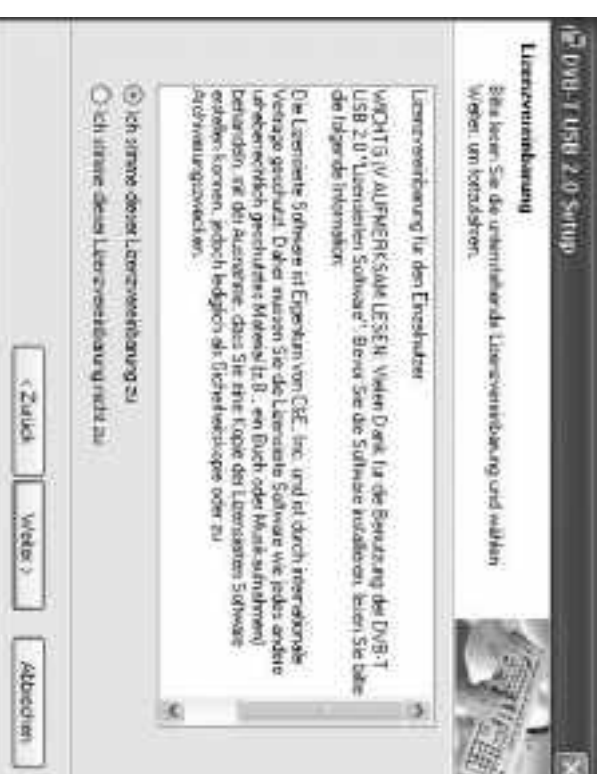 DVB-T USB 2.0 Setup
Lizenzvereinbarung
Bitte lesen Sie die untenstehende Lizenzvereinbarung und wählen
Weiter, um fortzufahren.
Lizenzvereinbarung für den Einzelnutzer
WICHTIG AUFMERKSAM LESEN: Vielen Dank für die Benutzung der DVB-T
USB 2.0 "Lizensierten Software". Bevor Sie die Software installieren, lesen Sie bitte
die folgende Information.
Die Lizensierte Software ist Eigentum von C&E, Inc. und ist durch internationale
Verträge geschützt. Daher müssen Sie die Lizensierte Software wie jedes andere
urheberrechtlich geschützte Material (z.B., ein Buch oder Musikaufnahmen)
behandeln, mit der Ausnahme, dass Sie eine Kopie der Lizensierten Software
erstellen können, jedoch lediglich als Sicherheitskopie oder zu
Archivierungszwecken.
Ich stimme dieser Lizenzvereinbarung zu
Ich stimme dieser Lizenzvereinbarung nicht zu
< Zurück
Weiter >
Abbrechen